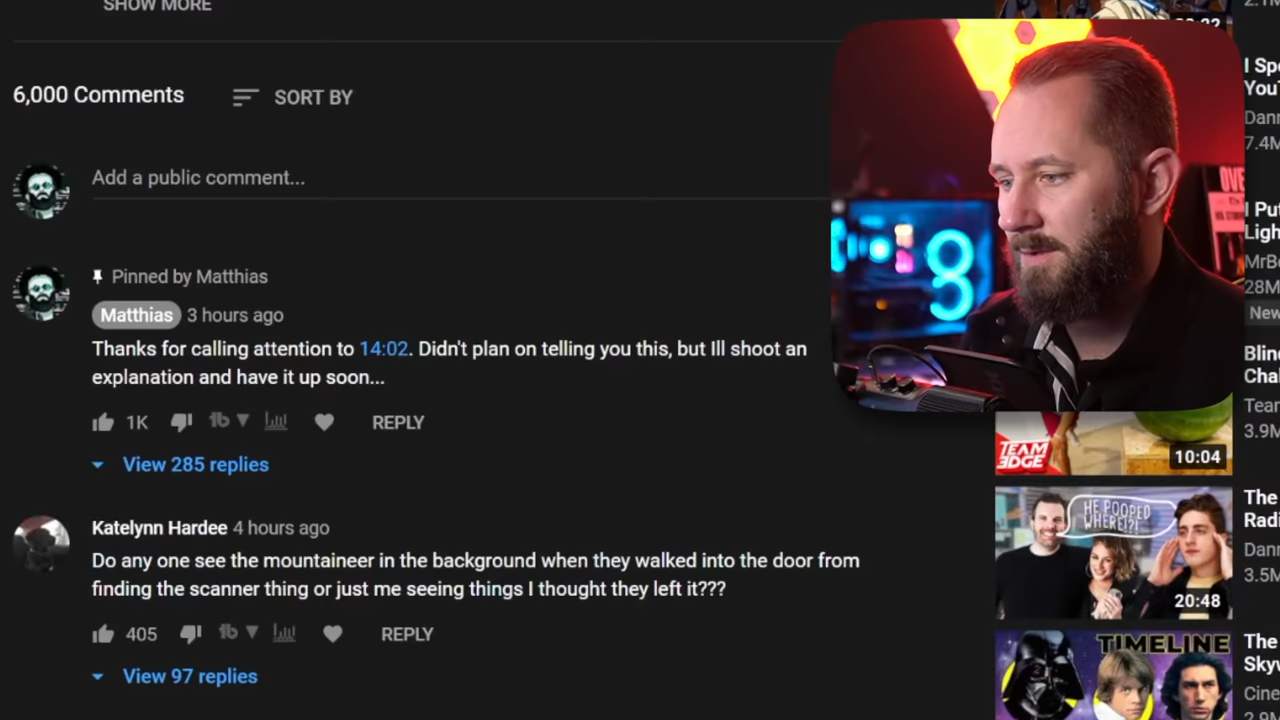 SHOW MORE
6,000 Comments
SORT BY
Add a public comment...
Pinned by Matthias
Matthias 3 hours ago
Thanks for calling attention to 14:02. Didn't plan on telling you this, but Ill shoot an
explanation and have it up soon...
1K
REPLY
View 285 replies
Katelynn Hardee 4 hours ago
Do any one see the mountaineer in the background when they walked into the door from
finding the scanner thing or just me seeing things I thought they left it???
405
REPLY
View 97 replies
TEAM
EDGE
10:04
HE POOPED
WHERE!?!
20:48
TIMELINE